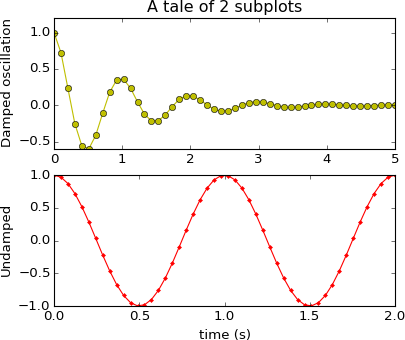 A tale of 2 subplots
Damped oscillation
1.0
0.5
0.0
−0.5
0 1 2 3 4 5
Undamped
1.0
0.5
0.0
−0.5
−1.0
0.0 0.5 1.0 1.5 2.0
time (s)